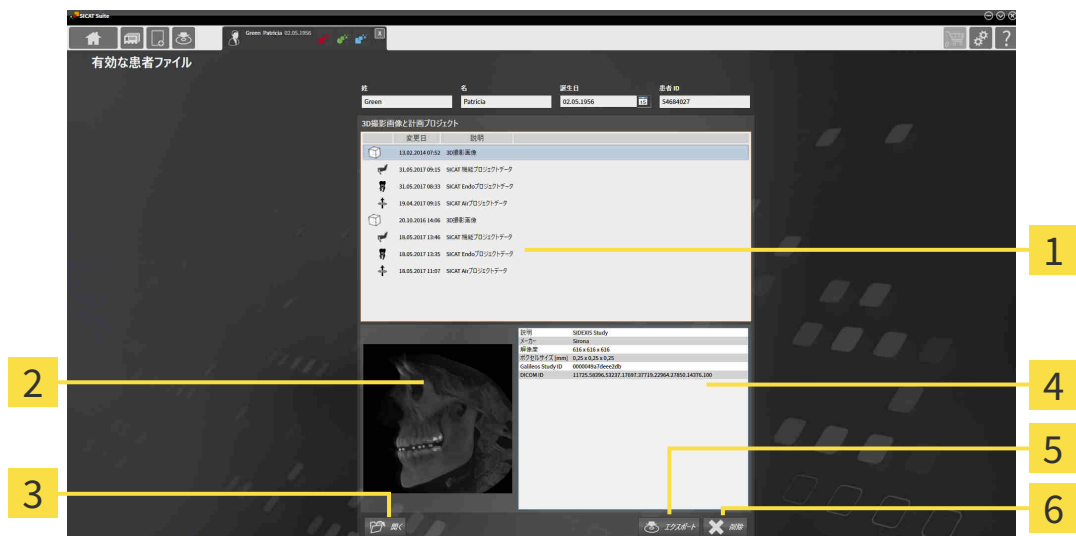 SICAT Suite
Green Patricia 02.05.1956
x
?
有効な患者ファイル
姓 名 誕生日 患者 ID
Green Patricia 02.05.1956 15 54684027
3D撮影画像と計画プロジェクト
変更日 説明
13.02.2014 07:52 3D撮影画像
31.05.2017 09:15 SICAT 機能プロジェクトデータ
31.05.2017 08:33 SICAT Endoプロジェクトデータ
19.04.2017 09:15 SICAT Airプロジェクトデータ
20.10.2016 14:06 3D撮影画像
18.05.2017 13:46 SICAT 機能プロジェクトデータ
18.05.2017 13:35 SICAT Endoプロジェクトデータ
18.05.2017 11:07 SICAT Airプロジェクトデータ
1
説明 SIDEXIS Study
メーカー Sirona
解像度 616 x 616 x 616
ボクセルサイズ [mm] 0,25 x 0,25 x 0,25
Galileos Study ID 0000049a7deee2db
DICOM ID 11725.58396.53237.17697.37719.22964.27850.14376.100
2
4
5
3
6
開く エクスポート 削除